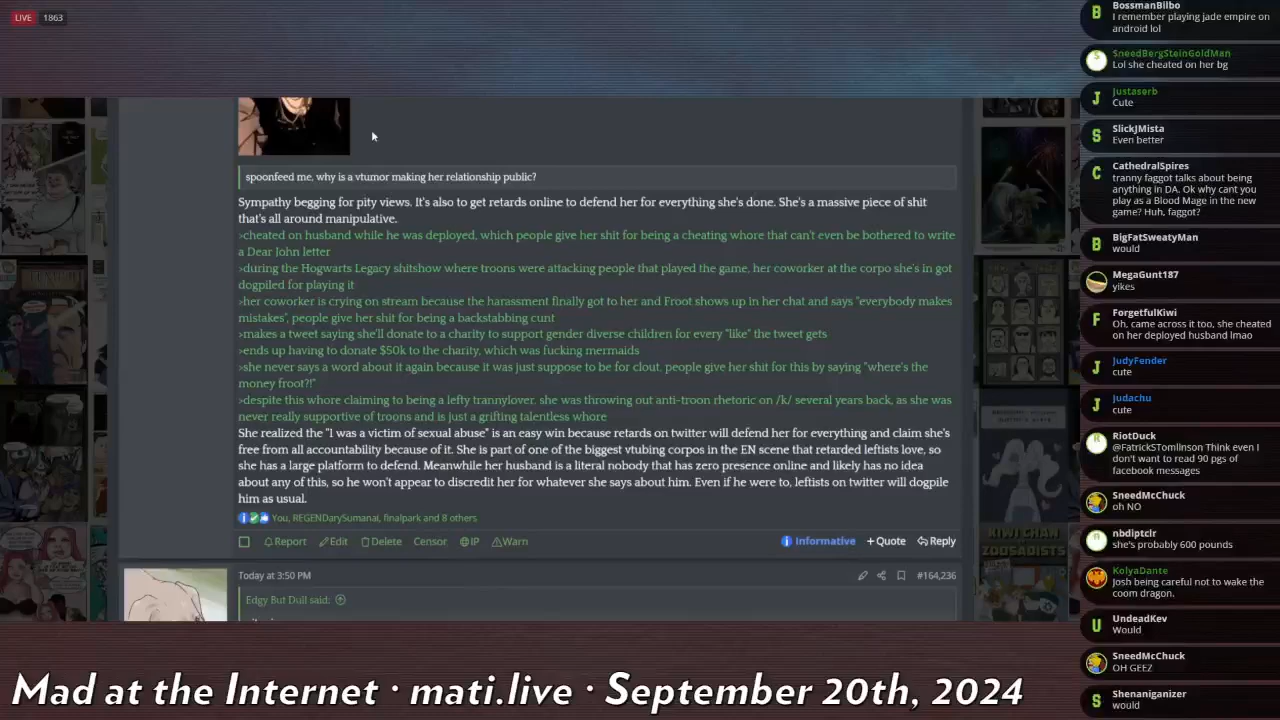 LIVE 1863
spoonfeed me, why is a vtumor making her relationship public?
Sympathy begging for pity views. It's also to get retards online to defend her for everything she's done. She's a massive piece of shit
that's all around manipulative.
>cheated on husband while he was deployed, which people give her shit for being a cheating whore that can't even be bothered to write
a Dear John letter
>during the Hogwarts Legacy shitshow where troons were attacking people that played the game, her coworker at the corpo she's in got
dogpiled for playing it
>her coworker is crying on stream because the harassment finally got to her and Froot shows up in her chat and says "everybody makes
mistakes", people give her shit for being a backstabbing cunt
>makes a tweet saying she'll donate to a charity to support gender diverse children for every "like" the tweet gets
>ends up having to donate $50k to the charity, which was fucking mermaids
>she never says a word about it again because it was just suppose to be for clout, people give her shit for this by saying "where's the
money froot?!"
>despite this whore claiming to being a lefty trannylover, she was throwing out anti-troon rhetoric on /k/ several years back, as she was
never really supportive of troons and is just a grifting talentless whore
She realized the "I was a victim of sexual abuse" is an easy win because retards on twitter will defend her for everything and claim she's
free from all accountability because of it. She is part of one of the biggest vtubing corpos in the EN scene that retarded leftists love, so
she has a large platform to defend. Meanwhile her husband is a literal nobody that has zero presence online and likely has no idea
about any of this, so he won't appear to discredit her for whatever she says about him. Even if he were to, leftists on twitter will dogpile
him as usual.
You, REGENDarySumanai, finalpark and 8 others
Report Edit Delete Censor IP Warn Informative +Quote Reply
Today at 3:50 PM #164,236
Edgy But Dull said:
KIWI CHAN
ZOOSADISTS
BossmanBilbo
I remember playing jade empire on
android lol
SneedBergSteinGoldMan
Lol she cheated on her bg
Justaserb
Cute
SlickJMista
Even better
CathedralSpires
tranny faggot talks about being
anything in DA. Ok why cant you
play as a Blood Mage in the new
game? Huh, faggot?
BigFatSweatyMan
would
MegaGunt187
yikes
ForgetfulKiwi
Oh, came across it too, she cheated
on her deployed husband lmao
JudyFender
cute
Judachu
cute
RiotDuck
@FatrickSTomlinson Think even I
don't want to read 90 pgs of
facebook messages
SneedMcChuck
oh NO
nbdiptclr
she's probably 600 pounds
KolyaDante
Josh being careful not to wake the
coom dragon.
UndeadKev
Would
SneedMcChuck
OH GEEZ
Shenaniganizer
would
Mad at the Internet · mati.live · September 20th, 2024